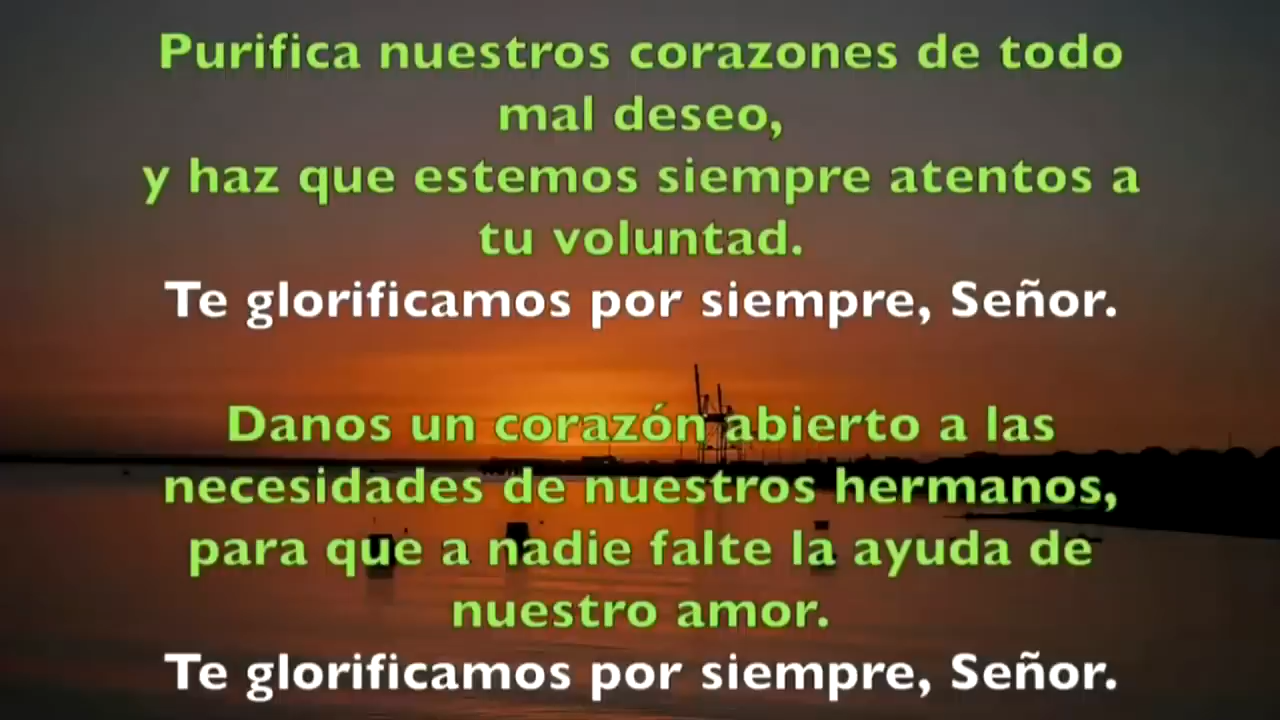 Purifica nuestros corazones de todo
mal deseo,
y haz que estemos siempre atentos a
tu voluntad.
Te glorificamos por siempre, Señor.
Danos un corazón abierto a las
necesidades de nuestros hermanos,
para que a nadie falte la ayuda de
nuestro amor.
Te glorificamos por siempre, Señor.